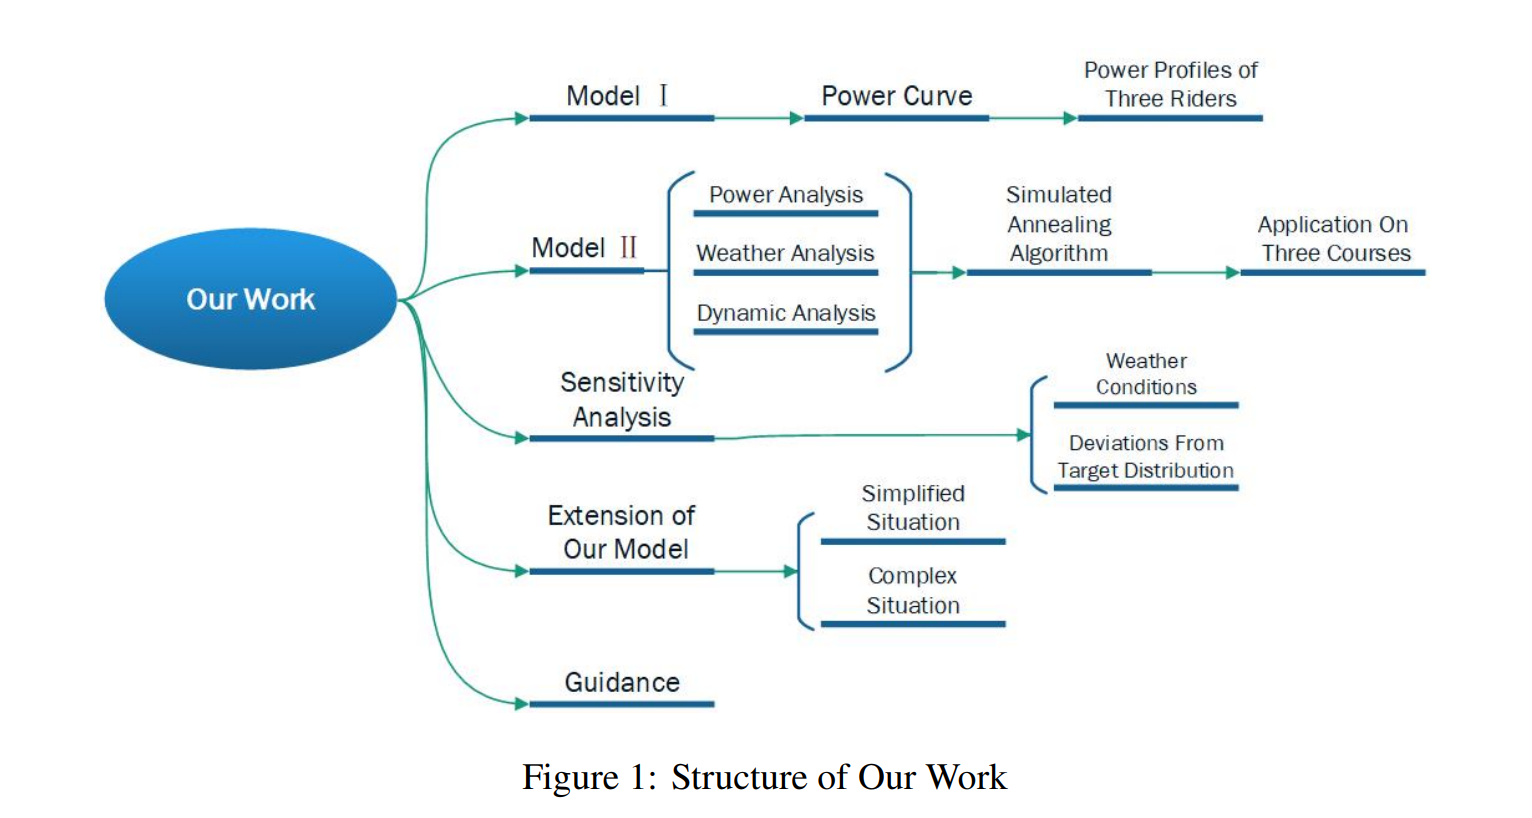 Our Work
Model I
Power Curve
Power Profiles of
Three Riders
Model II
Power Analysis
Weather Analysis
Dynamic Analysis
Simulated
Annealing
Algorithm
Application On
Three Courses
Sensitivity
Analysis
Weather
Conditions
Deviations From
Target Distribution
Extension of
Our Model
Simplified
Situation
Complex
Situation
Guidance
Figure 1: Structure of Our Work